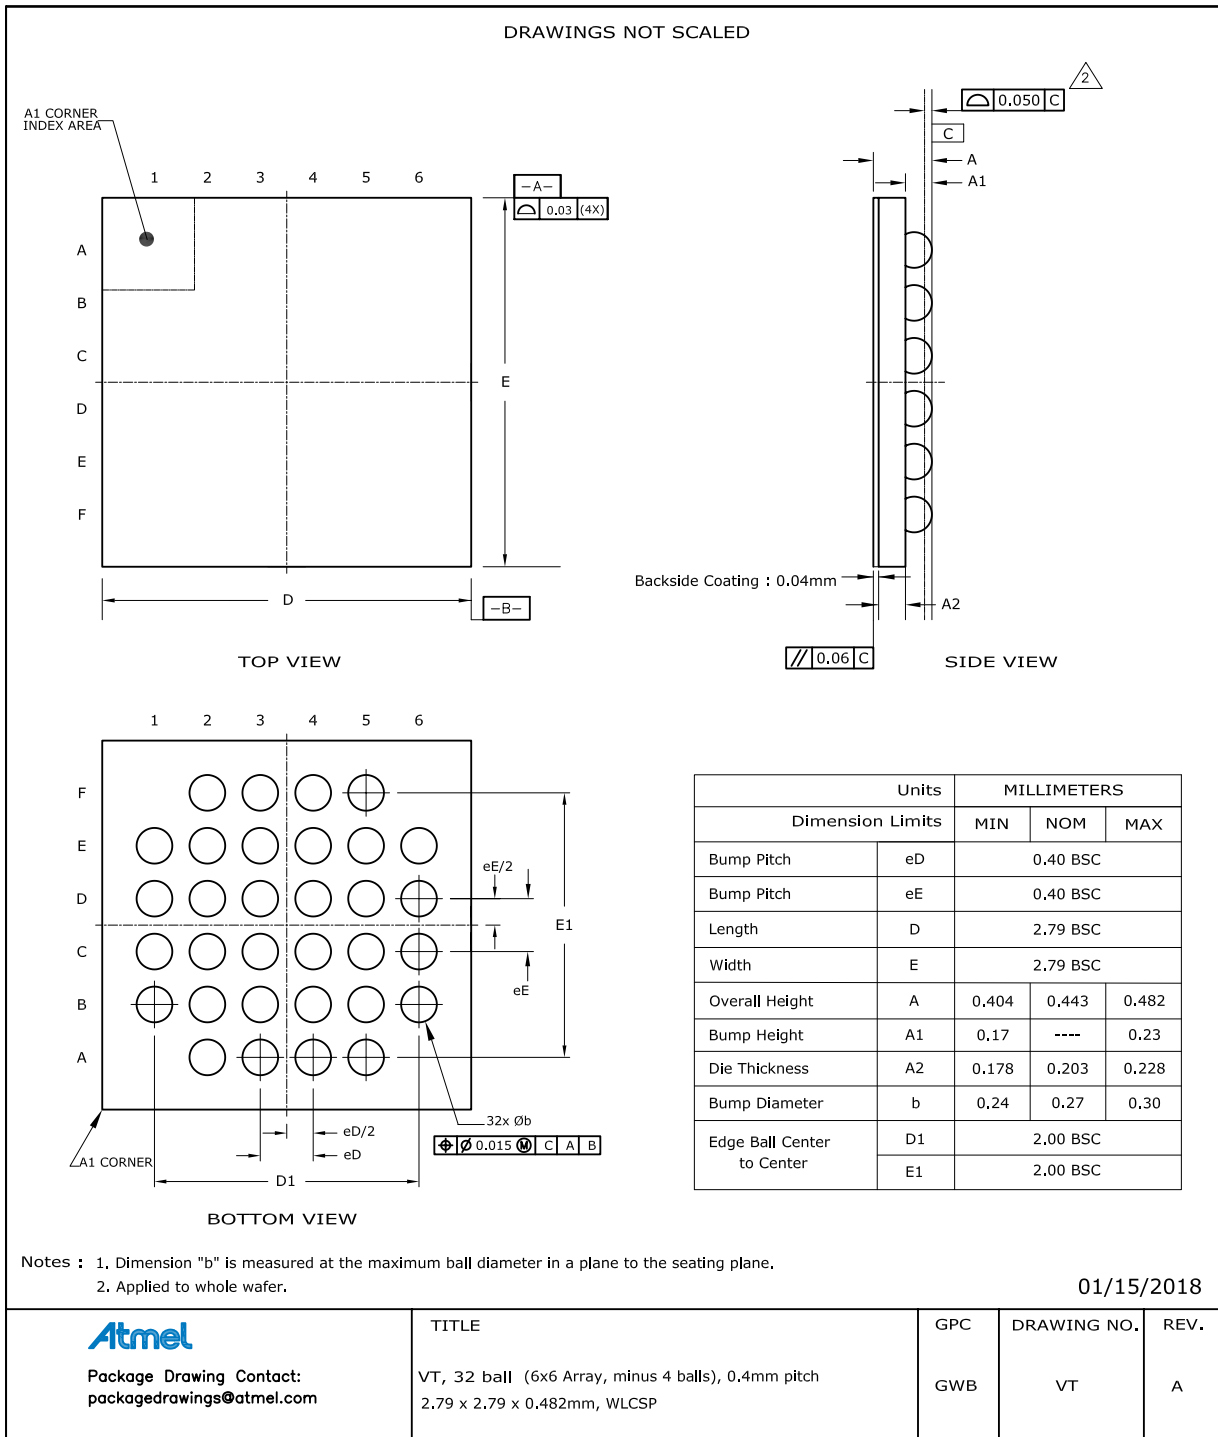 DRAWINGS NOT SCALED
A1 CORNER
INDEX AREA
1 2 3 4 5 6
A
B
C
D
E
F
-A-
0.03 (4X)
E
D
-B-
TOP VIEW
2
0.050 C
C
A
A1
Backside Coating : 0.04mm
A2
// 0.06 C
SIDE VIEW
1 2 3 4 5 6
F
E
D
C
B
A
eE/2
E1
eE
32x Øb
⌖ Ø 0.015 Ⓜ C A B
eD/2
eD
D1
A1 CORNER
BOTTOM VIEW
Units MILLIMETERS
Dimension Limits MIN NOM MAX
Bump Pitch eD 0.40 BSC
Bump Pitch eE 0.40 BSC
Length D 2.79 BSC
Width E 2.79 BSC
Overall Height A 0.404 0.443 0.482
Bump Height A1 0.17 ---- 0.23
Die Thickness A2 0.178 0.203 0.228
Bump Diameter b 0.24 0.27 0.30
Edge Ball Center
to Center
D1 2.00 BSC
E1 2.00 BSC
Notes : 1. Dimension "b" is measured at the maximum ball diameter in a plane to the seating plane.
2. Applied to whole wafer.
01/15/2018
Atmel
Package Drawing Contact:
packagedrawings@atmel.com
TITLE
VT, 32 ball (6x6 Array, minus 4 balls), 0.4mm pitch
2.79 x 2.79 x 0.482mm, WLCSP
GPC
GWB
DRAWING NO.
VT
REV.
A